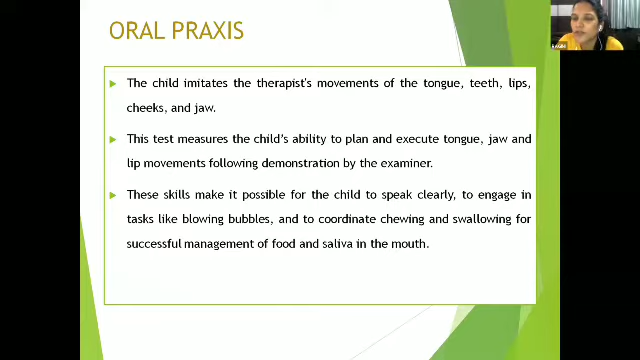 ORAL PRAXIS
The child imitates the therapist's movements of the tongue, teeth, lips,
cheeks, and jaw.
This test measures the child's ability to plan and execute tongue, jaw and
lip movements following demonstration by the examiner.
These skills make it possible for the child to speak clearly, to engage in
tasks like blowing bubbles, and to coordinate chewing and swallowing for
successful management of food and saliva in the mouth.